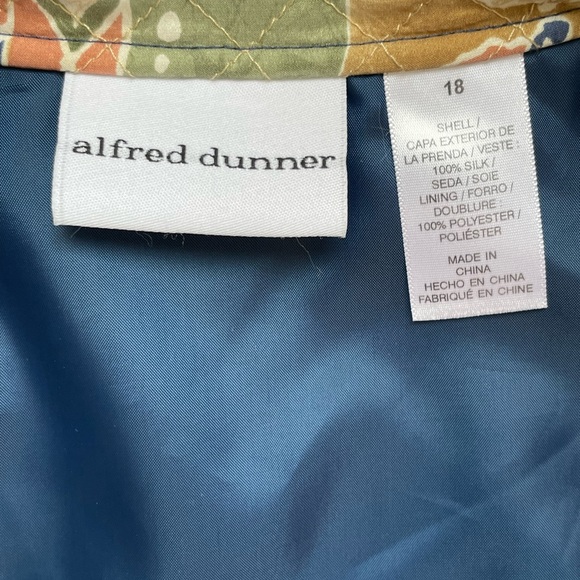 alfred dunner
18
SHELL /
CAPA EXTERIOR DE
LA PRENDA / VESTE :
100% SILK /
SEDA / SOIE
LINING / FORRO /
DOUBLURE :
100% POLYESTER /
POLIÉSTER
MADE IN
CHINA
HECHO EN CHINA
FABRIQUÉ EN CHINE